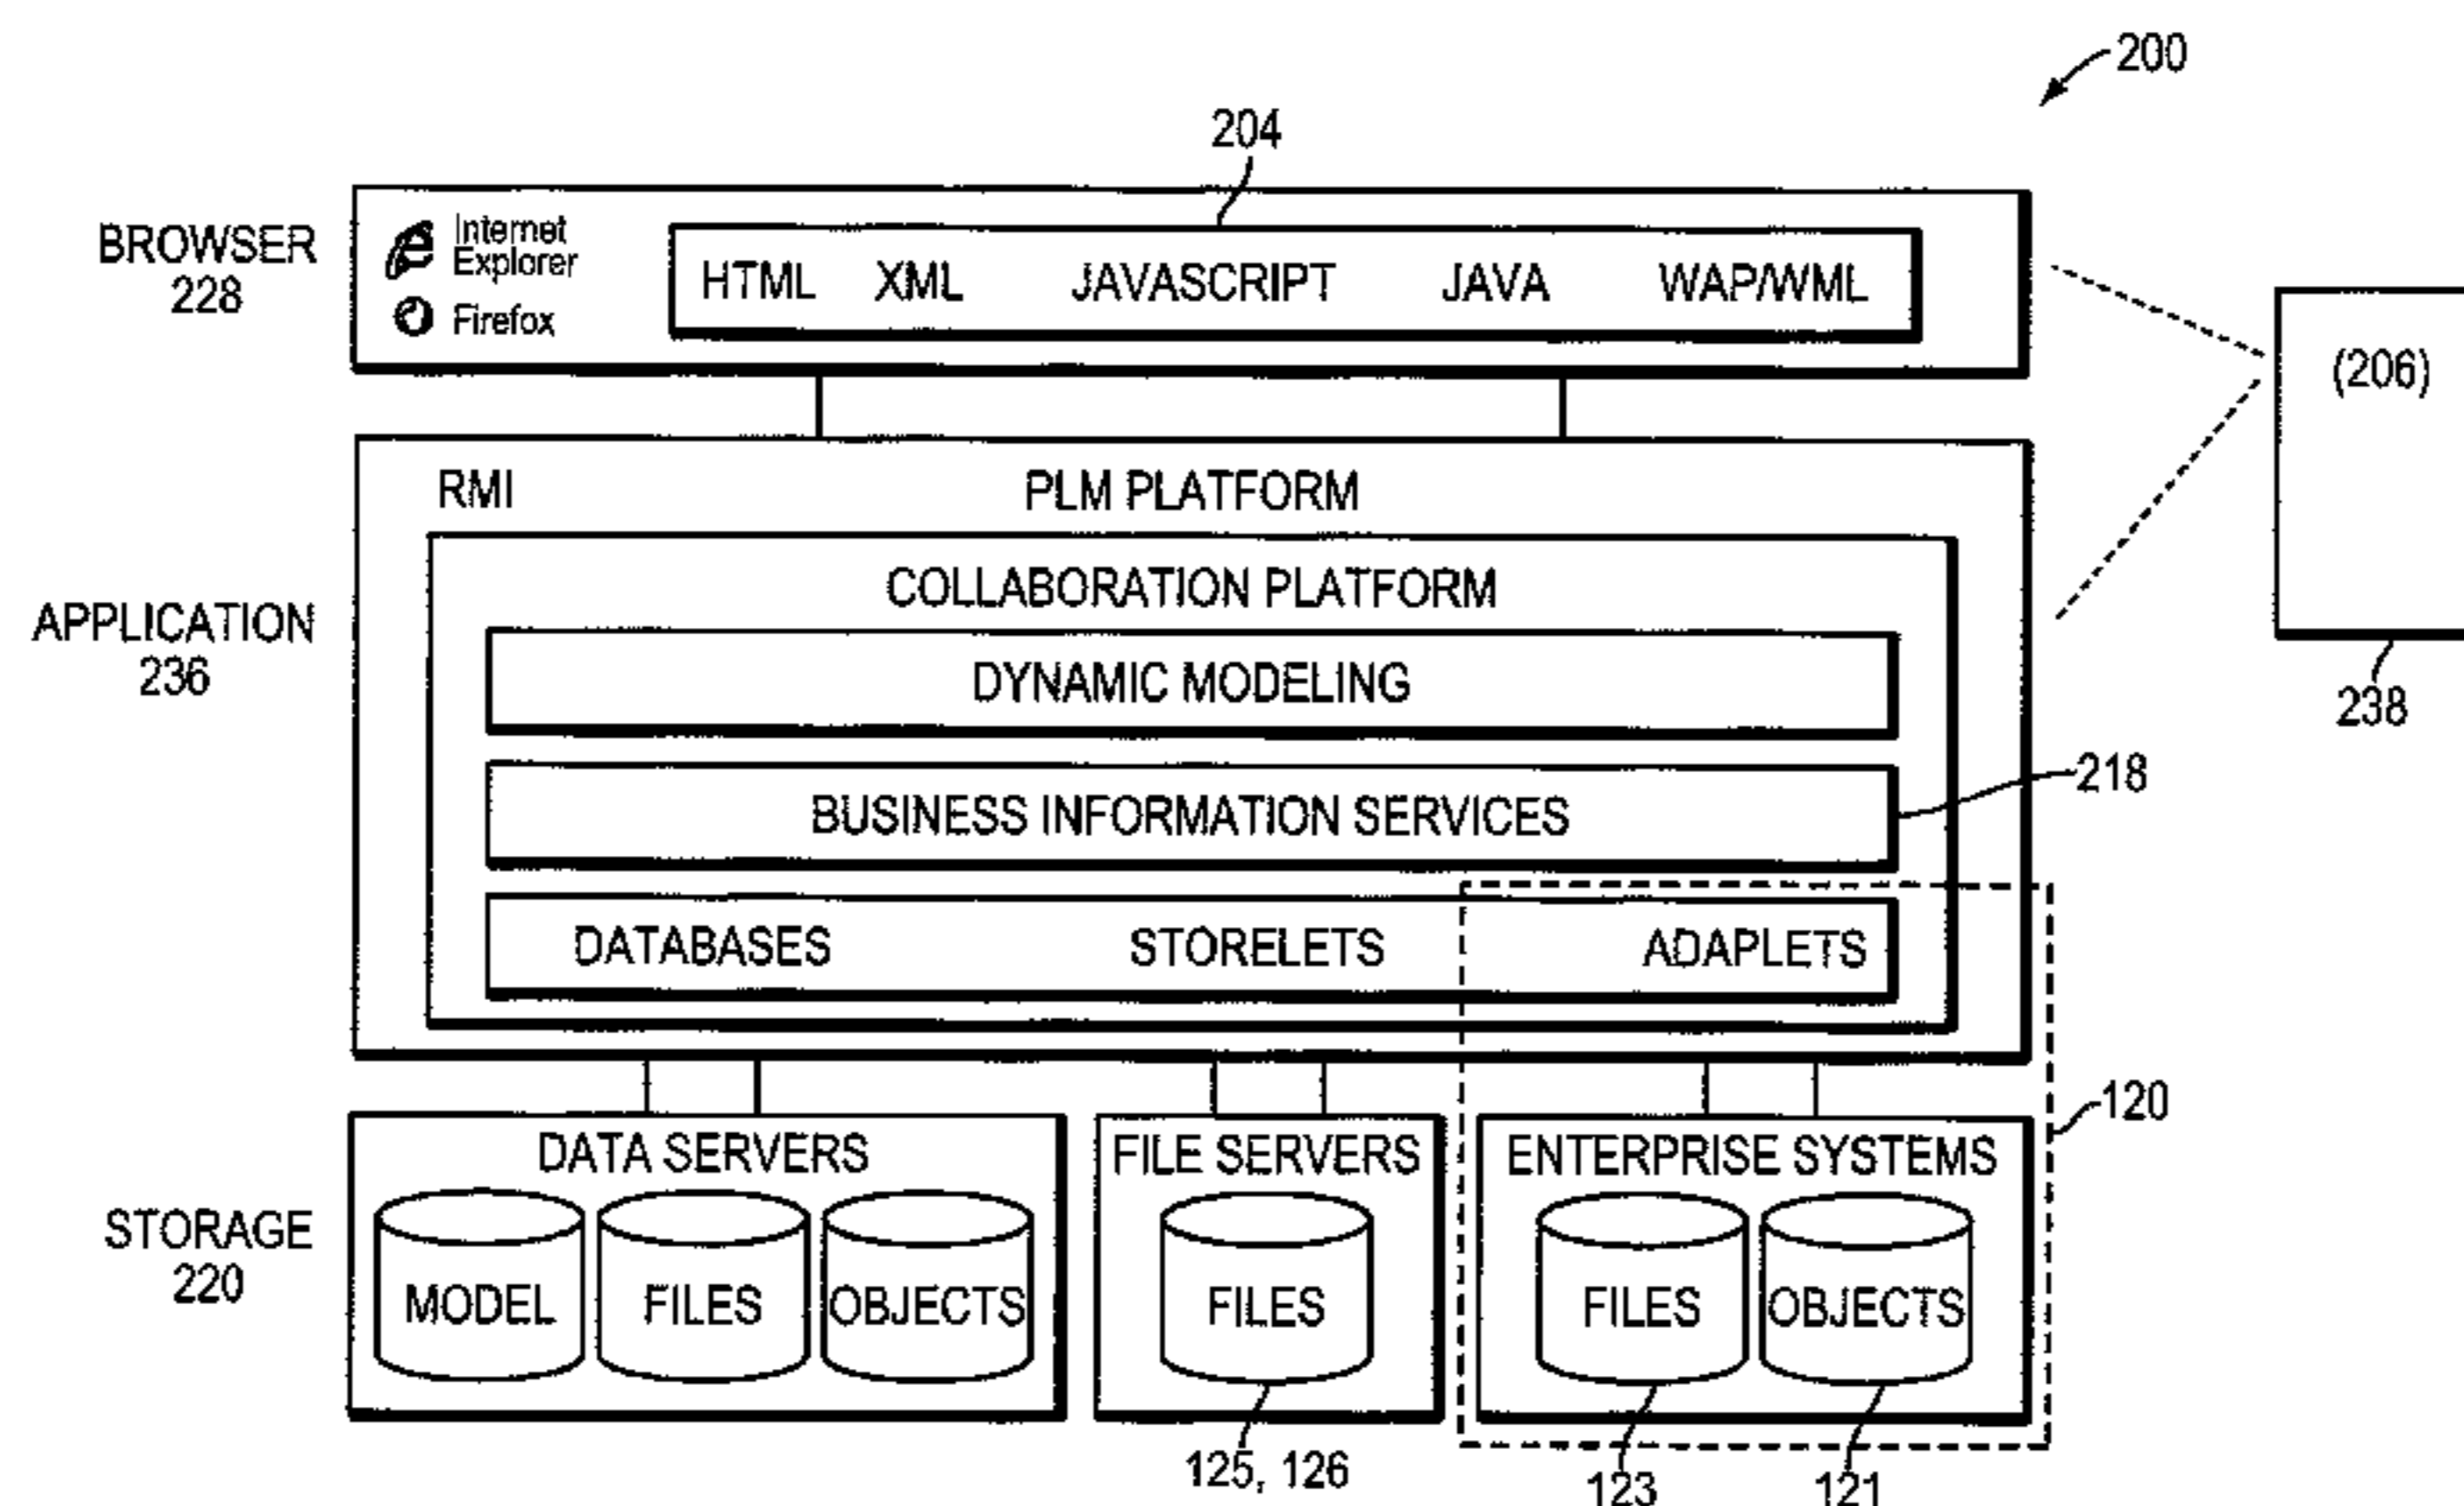 200
204
BROWSER
228
Internet
Explorer
Firefox
HTML XML JAVASCRIPT JAVA WAP/WML
(206)
238
APPLICATION
236
RMI PLM PLATFORM
COLLABORATION PLATFORM
DYNAMIC MODELING
BUSINESS INFORMATION SERVICES
218
DATABASES STORELETS ADAPLETS
120
STORAGE
220
DATA SERVERS
MODEL FILES OBJECTS
FILE SERVERS
FILES
125, 126
ENTERPRISE SYSTEMS
FILES OBJECTS
123 121